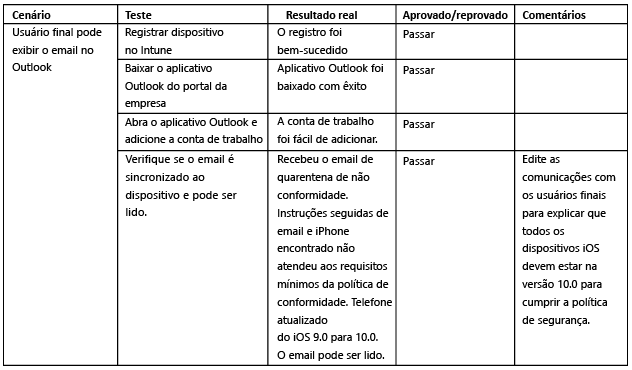 Cenário
Teste
Resultado real
Aprovado/reprovado
Comentários
Usuário final pode
exibir o email no
Outlook
Registrar dispositivo
no Intune
O registro foi
bem-sucedido
Passar
Baixar o aplicativo
Outlook do portal da
empresa
Aplicativo Outlook foi
baixado com êxito
Passar
Abra o aplicativo Outlook e
adicione a conta de trabalho
A conta de trabalho
foi fácil de adicionar.
Passar
Verifique se o email é
sincronizado ao
dispositivo e pode ser
lido.
Recebeu o email de
quarentena de não
conformidade.
Instruções seguidas de
email e iPhone
encontrado não
atendeu aos requisitos
mínimos da política de
conformidade. Telefone
atualizado
do iOS 9.0 para 10.0.
O email pode ser lido.
Passar
Edite as
comunicações com
os usuários finais
para explicar que
todos os
dispositivos iOS
devem estar na
versão 10.0 para
cumprir a política
de segurança.